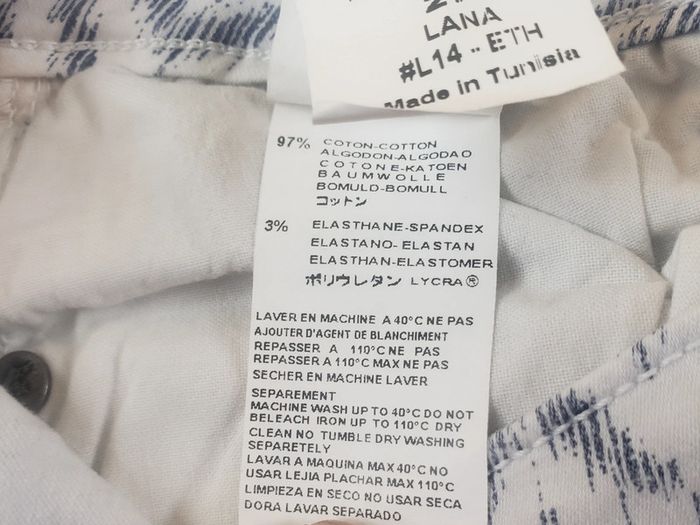 LANA
#L14 - ETH
Made in Tunisia
97% COTON-COTTON
ALGODON-ALGODAO
COTONE-KATOEN
BAUMWOLLE
BOMULD-BOMULL
コットン
3% ELASTHANE-SPANDEX
ELASTANO-ELASTAN
ELASTHAN-ELASTOMER
ポリウレタン LYCRA®
LAVER EN MACHINE A 40°C NE PAS
AJOUTER D'AGENT DE BLANCHIMENT
REPASSER A 110°C NE PAS
REPASSER A 110°C MAX NE PAS
SECHER EN MACHINE LAVER
SEPAREMENT
MACHINE WASH UP TO 40°C DO NOT
BELEACH IRON UP TO 110°C DRY
CLEAN NO TUMBLE DRY WASHING
SEPARETELY
LAVAR A MAQUINA MAX 40°C NO
USAR LEJIA PLACHAR MAX 110°C
LIMPIEZA EN SECO NO USAR SECA
DORA LAVAR SEPARADO